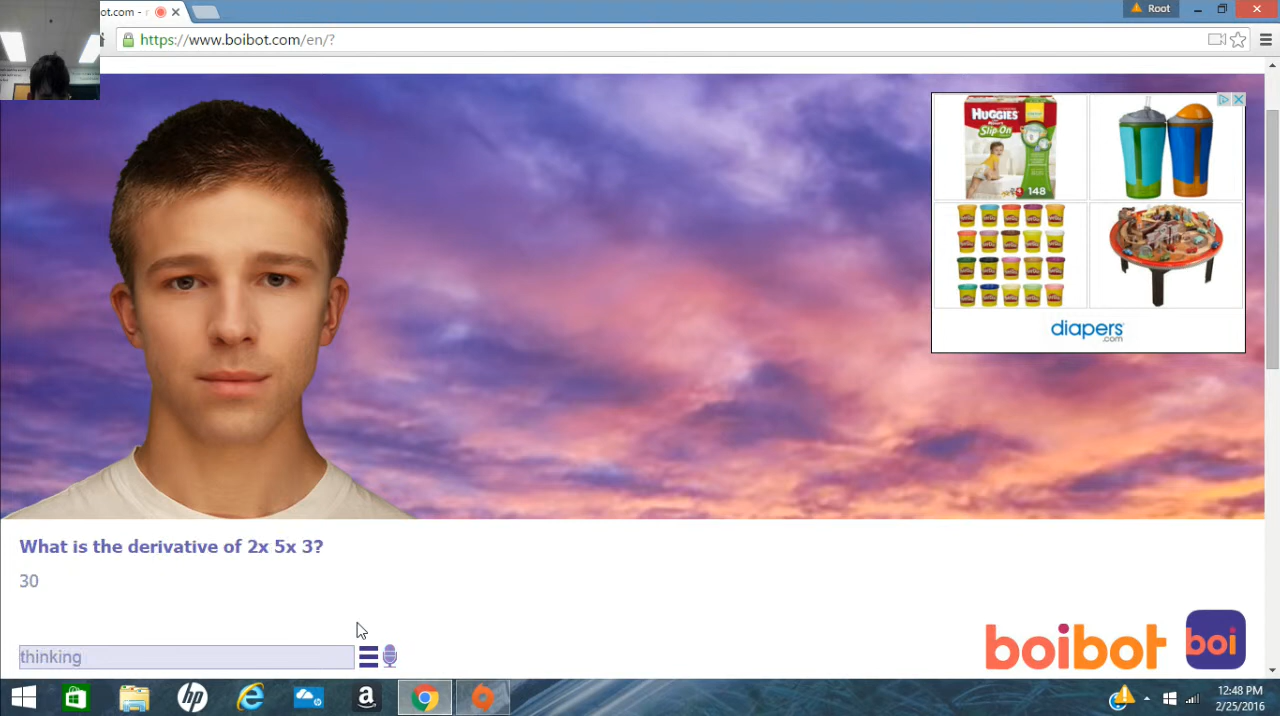 ot.com -
Root
https://www.boibot.com/en/?
HUGGIES
Slip-On
148
diapers
.com
What is the derivative of 2x 5x 3?
30
thinking
boibot
boi
hp
a
12:48 PM
2/25/2016